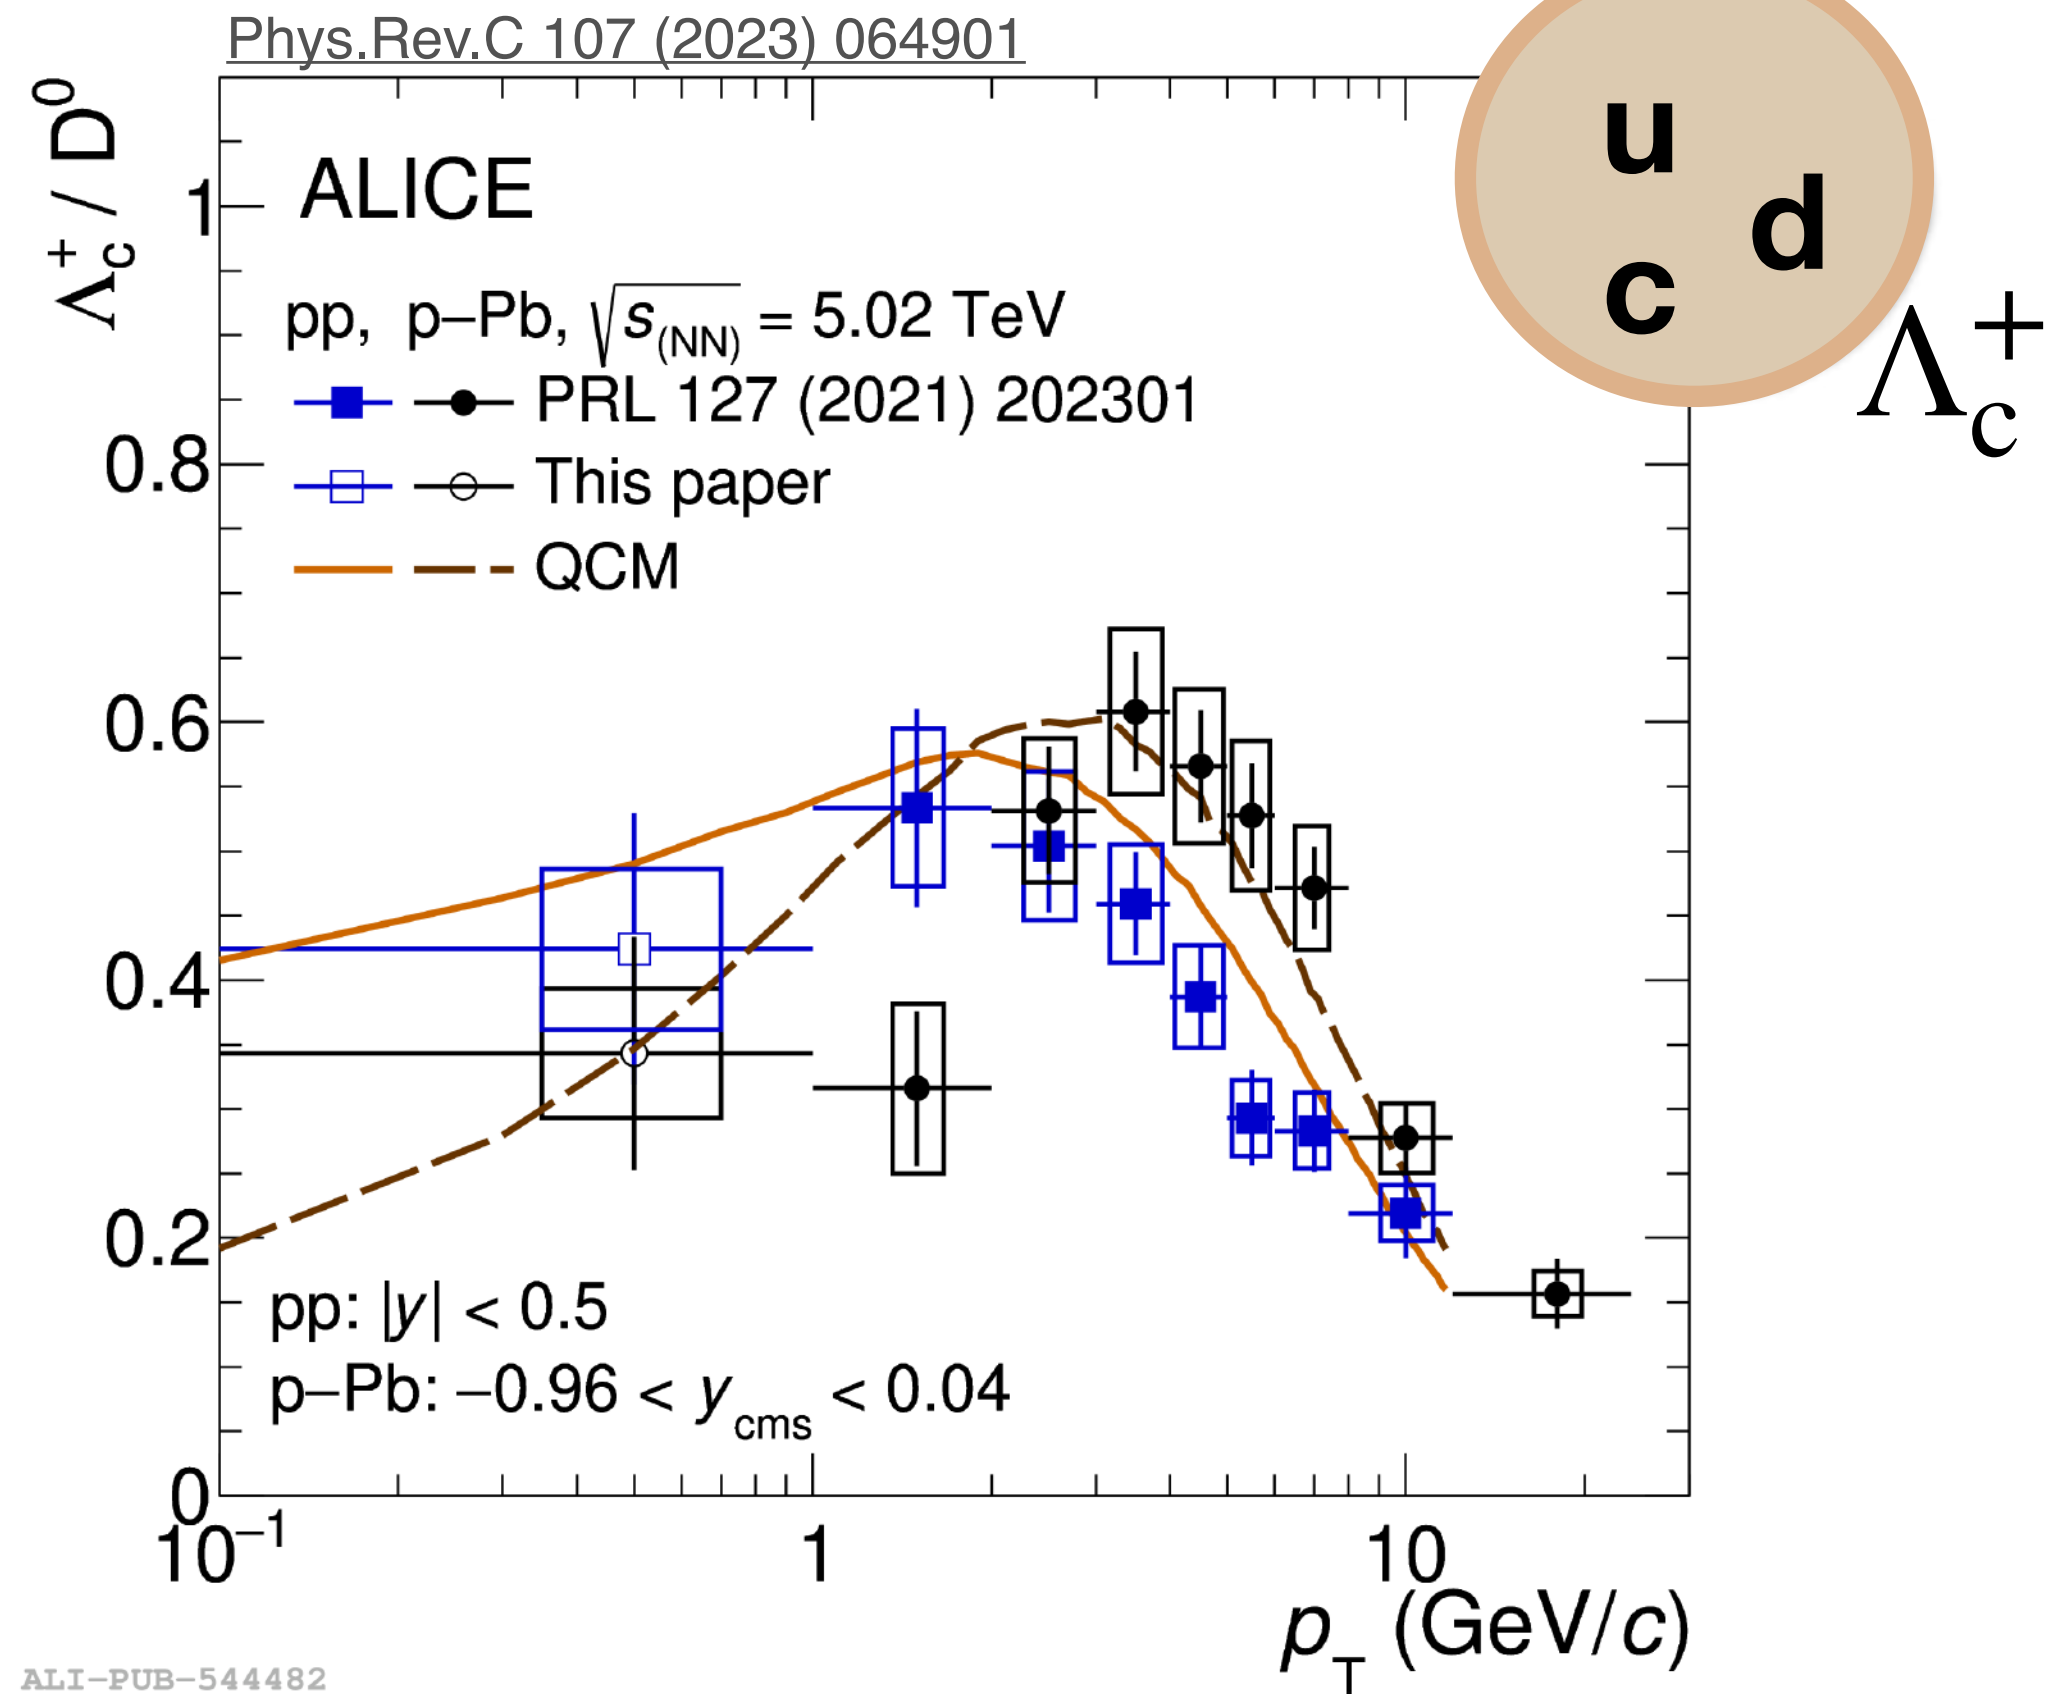 Phys.Rev.C 107 (2023) 064901
Λc+ / D0
ALICE
pp, p–Pb, √s(NN) = 5.02 TeV
PRL 127 (2021) 202301
This paper
QCM
u
d
c
Λc+
1
0.8
0.6
0.4
0.2
0
pp: |y| < 0.5
p–Pb: –0.96 < ycms < 0.04
10–1
1
10
pT (GeV/c)
ALI-PUB-544482